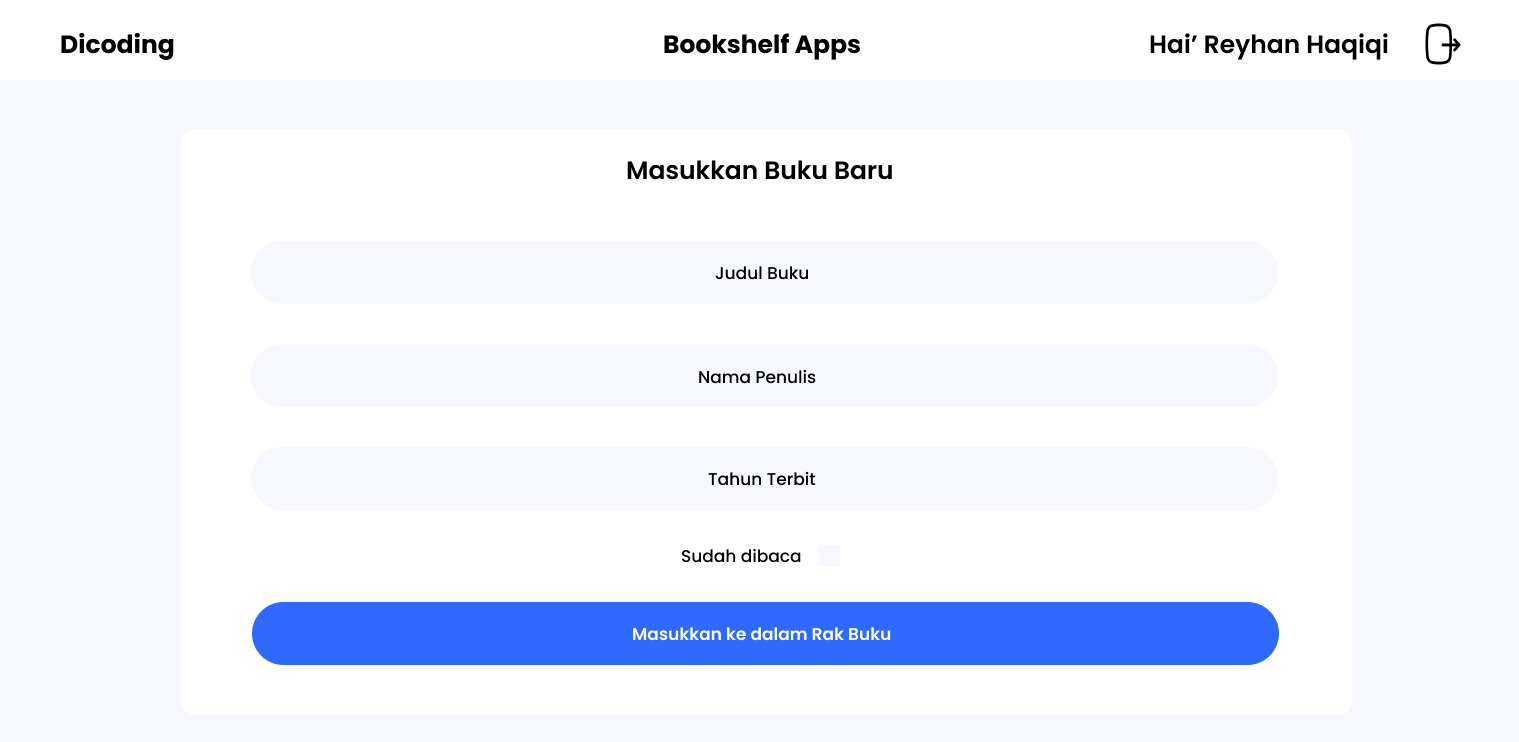 Dicoding
Bookshelf Apps
Hai’ Reyhan Haqiqi
Masukkan Buku Baru
Judul Buku
Nama Penulis
Tahun Terbit
Sudah dibaca
Masukkan ke dalam Rak Buku